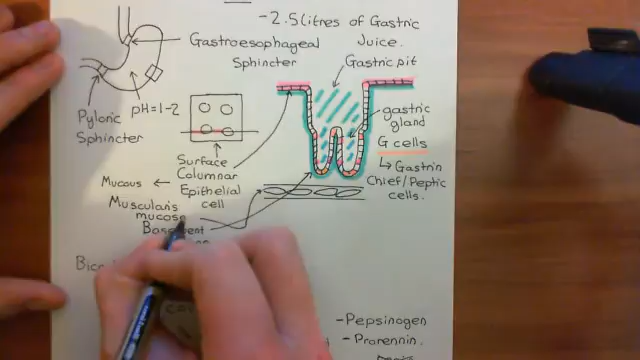 -2.5 Litres of Gastric
Juice.
Gastroesophageal
Sphincter
Gastric pit
pH=1-2
Pyloric
Sphincter
gastric
gland
G cells
↳ Gastrin
Chief/Peptic
cells.
Surface
Columnar
Epithelial
cell
Mucous ←
Muscularis
mucosa
-Pepsinogen
-Prorennin.